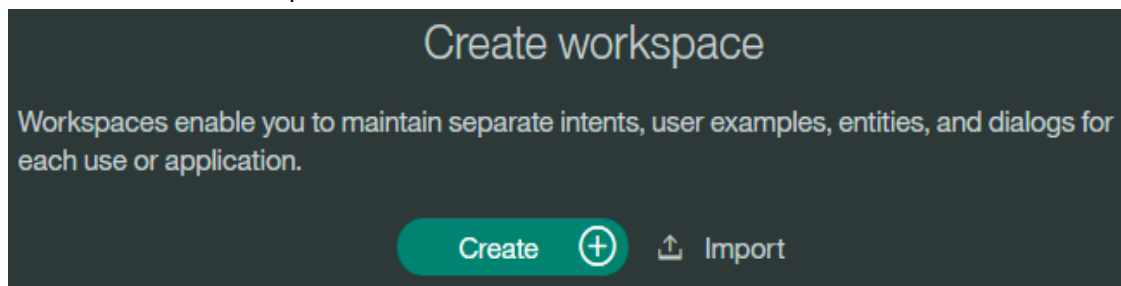 Create workspace
Workspaces enable you to maintain separate intents, user examples, entities, and dialogs for
each use or application.
Create Import